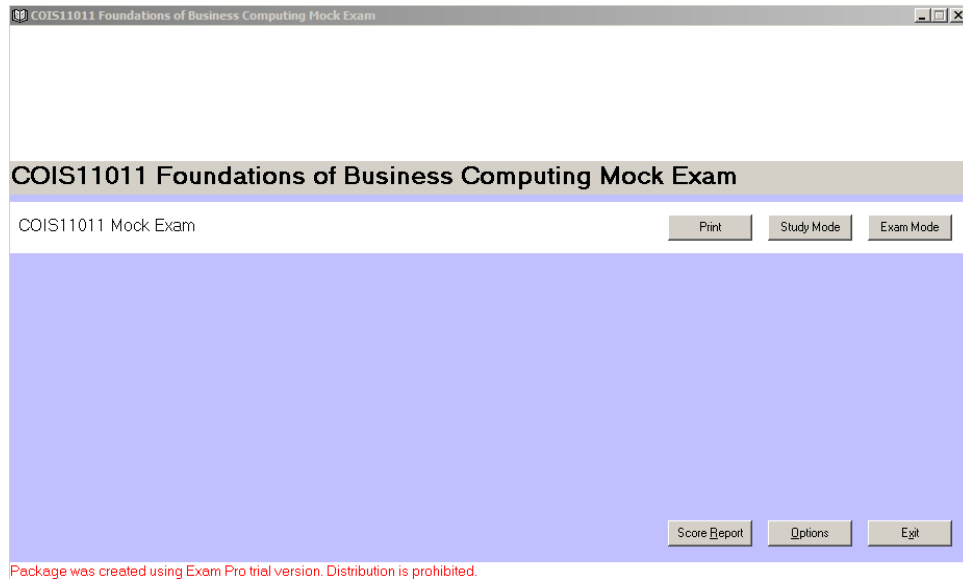 COIS11011 Foundations of Business Computing Mock Exam
COIS11011 Foundations of Business Computing Mock Exam
COIS11011 Mock Exam
Print
Study Mode
Exam Mode
Score Report
Options
Exit
Package was created using Exam Pro trial version. Distribution is prohibited.